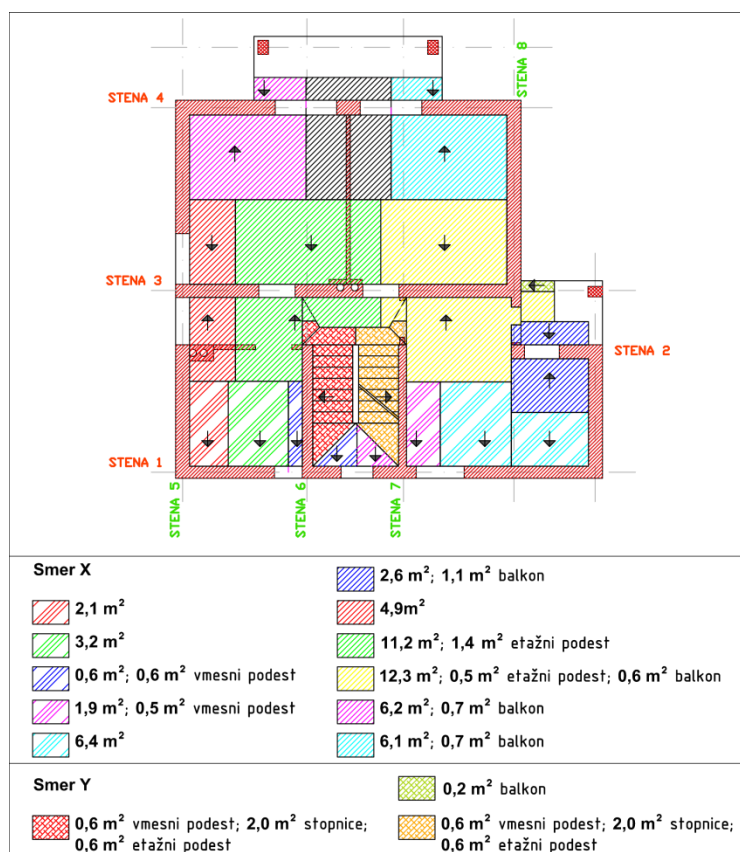 STENA 8
STENA 4
STENA 3
STENA 2
STENA 1
STENA 5
STENA 6
STENA 7
Smer X
2,1 m²
3,2 m²
0,6 m²; 0,6 m² vmesni podest
1,9 m²; 0,5 m² vmesni podest
6,4 m²
2,6 m²; 1,1 m² balkon
4,9m²
11,2 m²; 1,4 m² etažni podest
12,3 m²; 0,5 m² etažni podest; 0,6 m² balkon
6,2 m²; 0,7 m² balkon
6,1 m²; 0,7 m² balkon
Smer Y
0,2 m² balkon
0,6 m² vmesni podest; 2,0 m² stopnice;
0,6 m² etažni podest
0,6 m² vmesni podest; 2,0 m² stopnice;
0,6 m² etažni podest